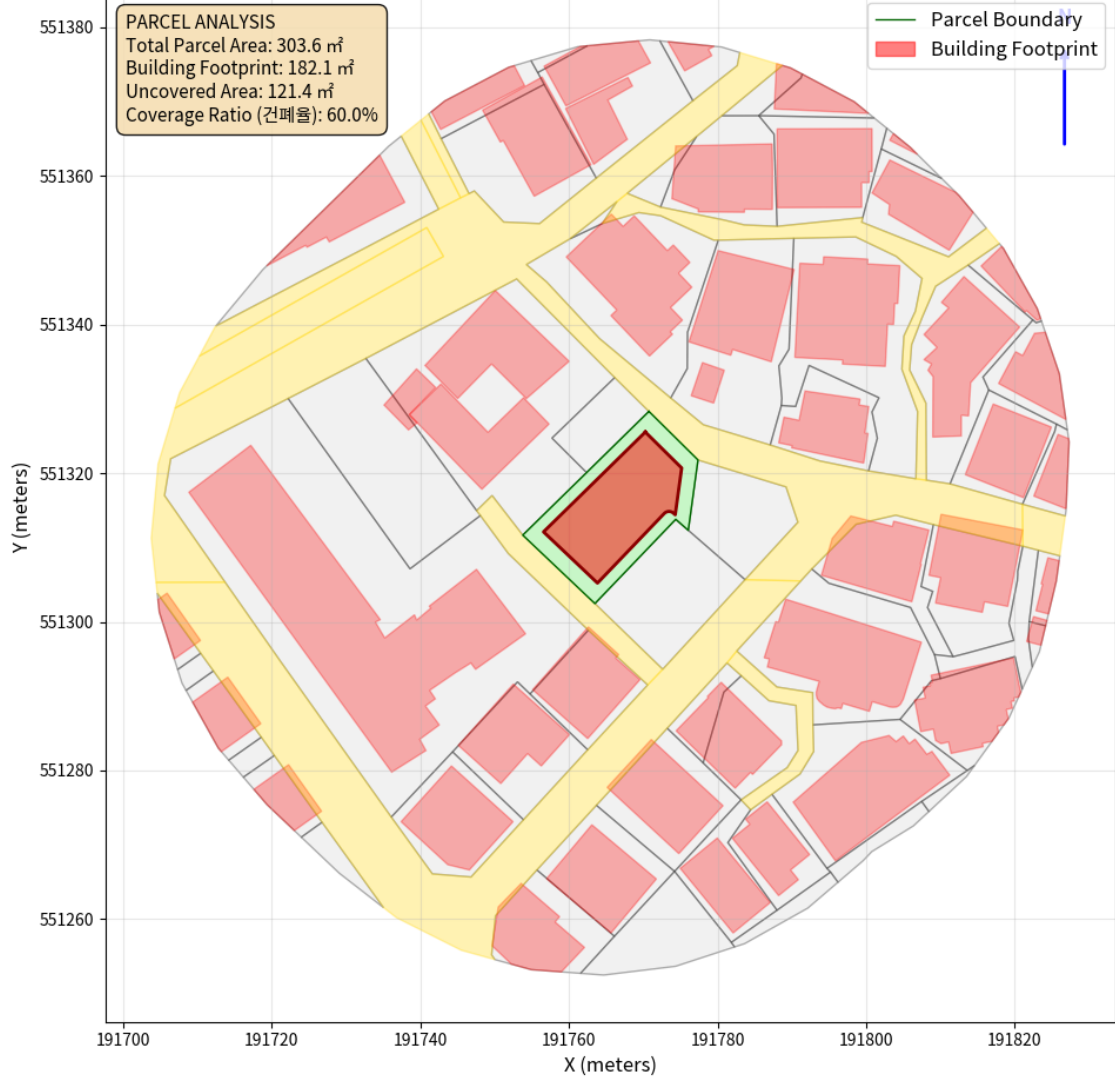 PARCEL ANALYSIS
Total Parcel Area: 303.6 ㎡
Building Footprint: 182.1 ㎡
Uncovered Area: 121.4 ㎡
Coverage Ratio (건폐율): 60.0%
Parcel Boundary
Building Footprint
N
551380
551360
551340
551320
551300
551280
551260
Y (meters)
191700
191720
191740
191760
191780
191800
191820
X (meters)